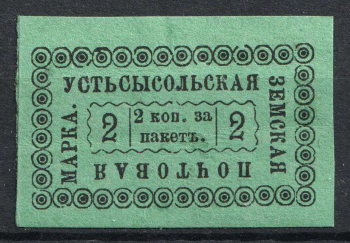 УСТЬСЫСОЛЬСКАЯ
ЗЕМСКАЯ
ПОЧТОВАЯ
МАРКА.
2
2 коп. за
пакетъ.
2